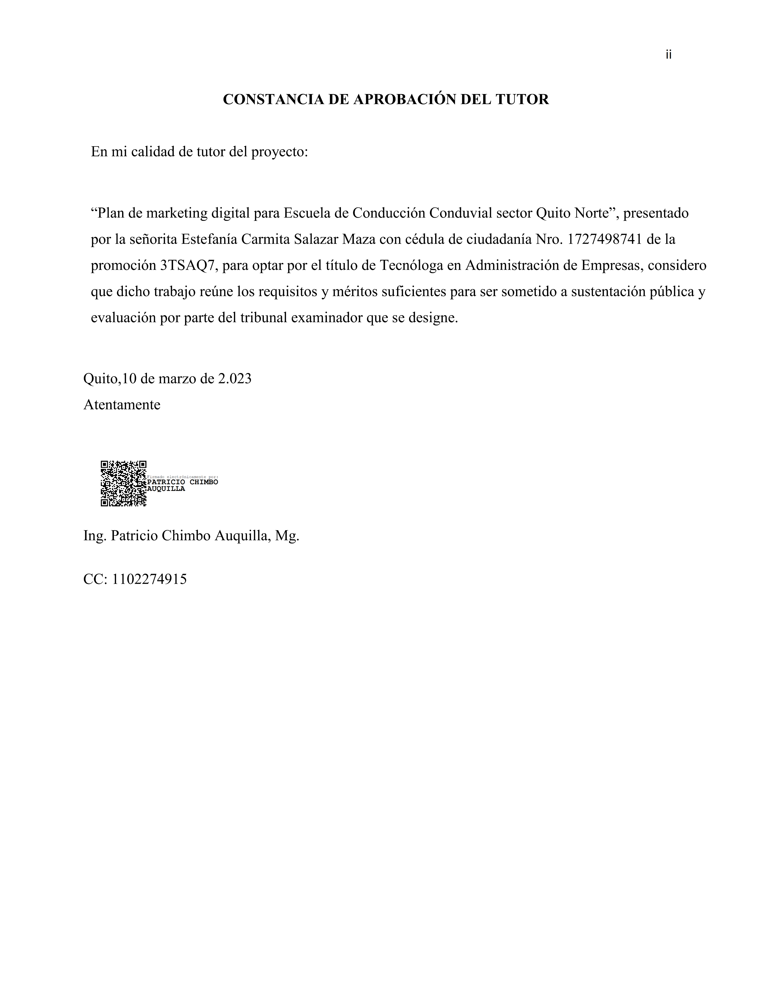 ii
CONSTANCIA DE APROBACIÓN DEL TUTOR
En mi calidad de tutor del proyecto:
“Plan de marketing digital para Escuela de Conducción Conduvial sector Quito Norte”, presentado
por la señorita Estefanía Carmita Salazar Maza con cédula de ciudadanía Nro. 1727498741 de la
promoción 3TSAQ7, para optar por el título de Tecnóloga en Administración de Empresas, considero
que dicho trabajo reúne los requisitos y méritos suficientes para ser sometido a sustentación pública y
evaluación por parte del tribunal examinador que se designe.
Quito,10 de marzo de 2.023
Atentamente
Firmado electrónicamente por:
PATRICIO CHIMBO
AUQUILLA
Ing. Patricio Chimbo Auquilla, Mg.
CC: 1102274915